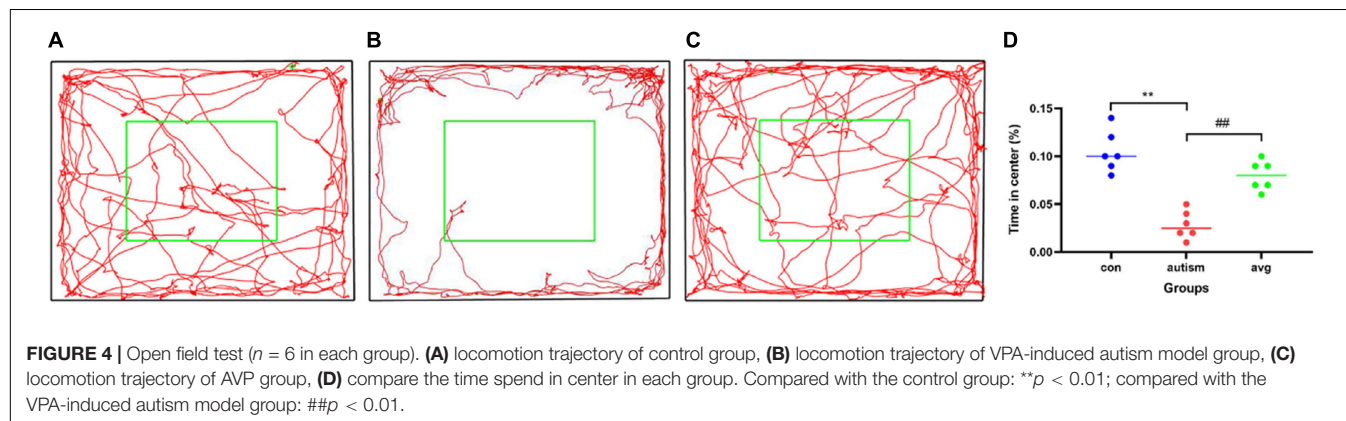 A
B
C
D
**
##
0.15
0.10
0.05
0.00
Time in center (%)
con autism avg
Groups
FIGURE 4 | Open field test (n = 6 in each group). (A) locomotion trajectory of control group, (B) locomotion trajectory of VPA-induced autism model group, (C)
locomotion trajectory of AVP group, (D) compare the time spend in center in each group. Compared with the control group: **p < 0.01; compared with the
VPA-induced autism model group: ##p < 0.01.